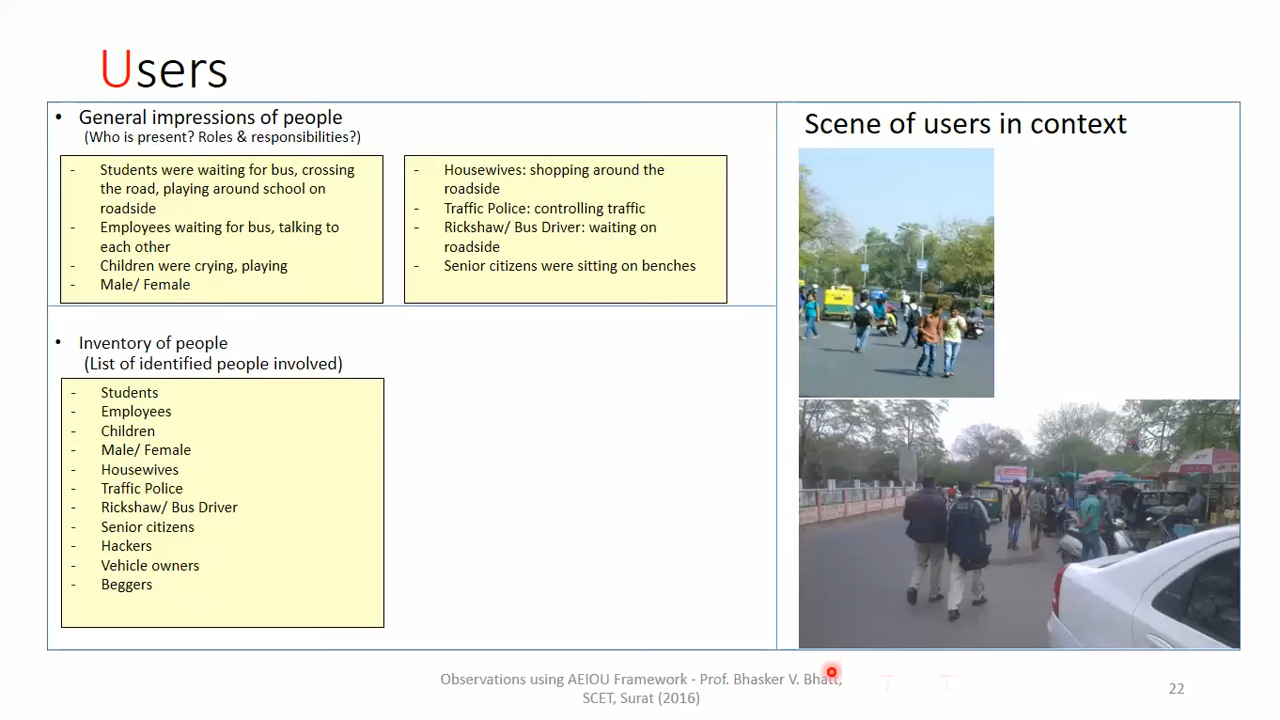 Users
• General impressions of people
(Who is present? Roles & responsibilities?)
- Students were waiting for bus, crossing
the road, playing around school on
roadside
- Employees waiting for bus, talking to
each other
- Children were crying, playing
- Male/ Female
- Housewives: shopping around the
roadside
- Traffic Police: controlling traffic
- Rickshaw/ Bus Driver: waiting on
roadside
- Senior citizens were sitting on benches
• Inventory of people
(List of identified people involved)
- Students
- Employees
- Children
- Male/ Female
- Housewives
- Traffic Police
- Rickshaw/ Bus Driver
- Senior citizens
- Hackers
- Vehicle owners
- Beggers
Scene of users in context
Observations using AEIOU Framework - Prof. Bhasker V. Bhatt,
SCET, Surat (2016)
22